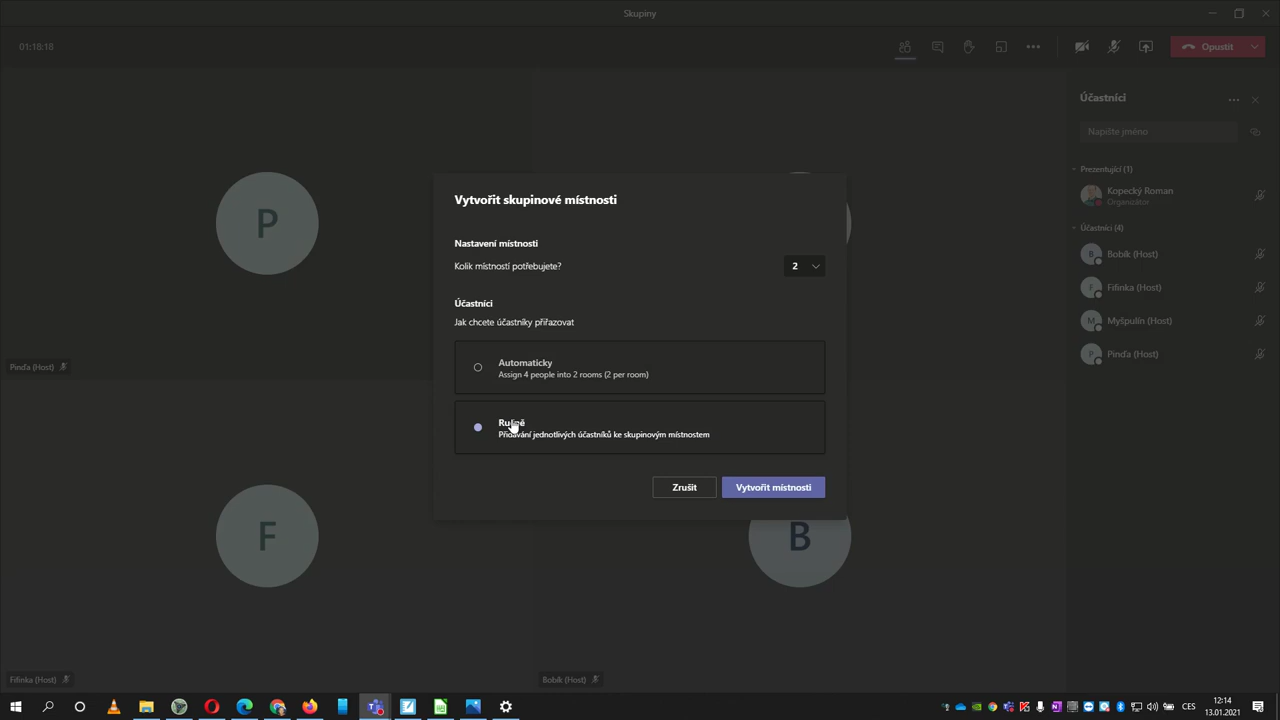 Skupiny
01:18:18
Opustit
Účastníci
Napište jméno
Prezentující (1)
Kopecký Roman
Organizátor
Účastníci (4)
B
Bobík (Host)
F
Fifinka (Host)
M
Myšpulín (Host)
P
Pinďa (Host)
P
Pinďa (Host)
F
Fifinka (Host)
B
Bobík (Host)
Vytvořit skupinové místnosti
Nastavení místnosti
Kolik místností potřebujete?
2
Účastníci
Jak chcete účastníky přiřazovat
Automaticky
Assign 4 people into 2 rooms (2 per room)
Ručně
Přidávání jednotlivých účastníků ke skupinovým místnostem
Zrušit
Vytvořit místnosti
CES
12:14
13.01.2021